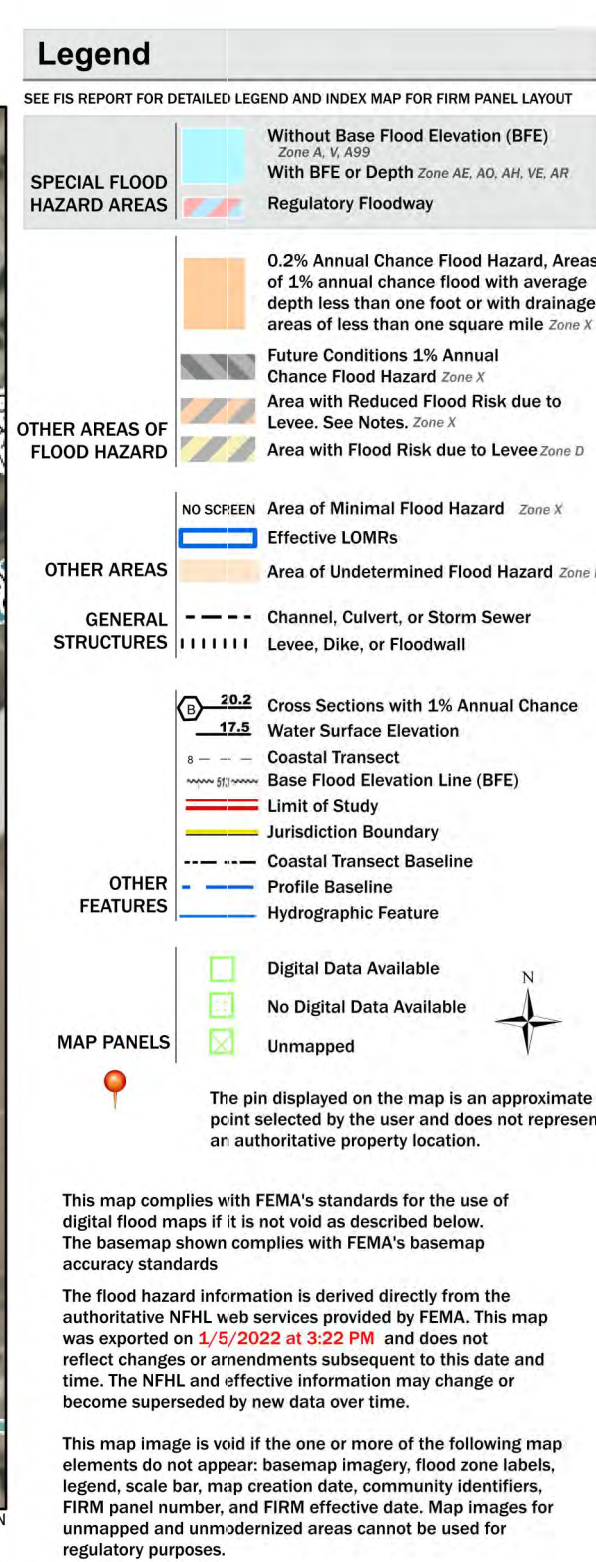 Legend
SEE FIS REPORT FOR DETAILED LEGEND AND INDEX MAP FOR FIRM PANEL LAYOUT
SPECIAL FLOOD
HAZARD AREAS
Without Base Flood Elevation (BFE)
Zone A, V, A99
With BFE or Depth Zone AE, AO, AH, VE, AR
Regulatory Floodway
OTHER AREAS OF
FLOOD HAZARD
0.2% Annual Chance Flood Hazard, Areas
of 1% annual chance flood with average
depth less than one foot or with drainage
areas of less than one square mile Zone X
Future Conditions 1% Annual
Chance Flood Hazard Zone X
Area with Reduced Flood Risk due to
Levee. See Notes. Zone X
Area with Flood Risk due to Levee Zone D
OTHER AREAS
NO SCREEN Area of Minimal Flood Hazard Zone X
Effective LOMRs
Area of Undetermined Flood Hazard Zone
GENERAL
STRUCTURES
Channel, Culvert, or Storm Sewer
Levee, Dike, or Floodwall
OTHER
FEATURES
B 20.2 Cross Sections with 1% Annual Chance
17.5 Water Surface Elevation
8 Coastal Transect
513 Base Flood Elevation Line (BFE)
Limit of Study
Jurisdiction Boundary
Coastal Transect Baseline
Profile Baseline
Hydrographic Feature
MAP PANELS
Digital Data Available
No Digital Data Available
Unmapped
N
The pin displayed on the map is an approximate
point selected by the user and does not represen
an authoritative property location.
This map complies with FEMA's standards for the use of
digital flood maps if it is not void as described below.
The basemap shown complies with FEMA's basemap
accuracy standards
The flood hazard information is derived directly from the
authoritative NFHL web services provided by FEMA. This map
was exported on 1/5/2022 at 3:22 PM and does not
reflect changes or amendments subsequent to this date and
time. The NFHL and effective information may change or
become superseded by new data over time.
This map image is void if the one or more of the following map
elements do not appear: basemap imagery, flood zone labels,
legend, scale bar, map creation date, community identifiers,
FIRM panel number, and FIRM effective date. Map images for
unmapped and unmodernized areas cannot be used for
regulatory purposes.
N